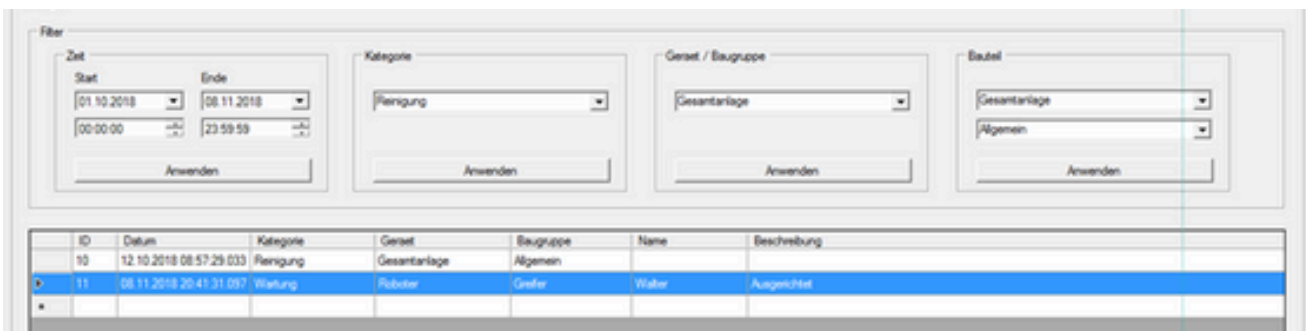 Filter
Zeit
Kategorie
Geraet / Baugruppe
Bauteil
Start Ende
01.10.2018 08.11.2018
Reinigung
Gesamtanlage
Gesamtanlage
00:00:00 23:59:59
Allgemein
Anwenden Anwenden Anwenden Anwenden
ID Datum Kategorie Geraet Baugruppe Name Beschreibung
10 12.10.2018 08:57:29.033 Reinigung Gesamtanlage Allgemein
11 08.11.2018 20:41:31.097 Wartung Roboter Greifer Walter Ausgerichtet